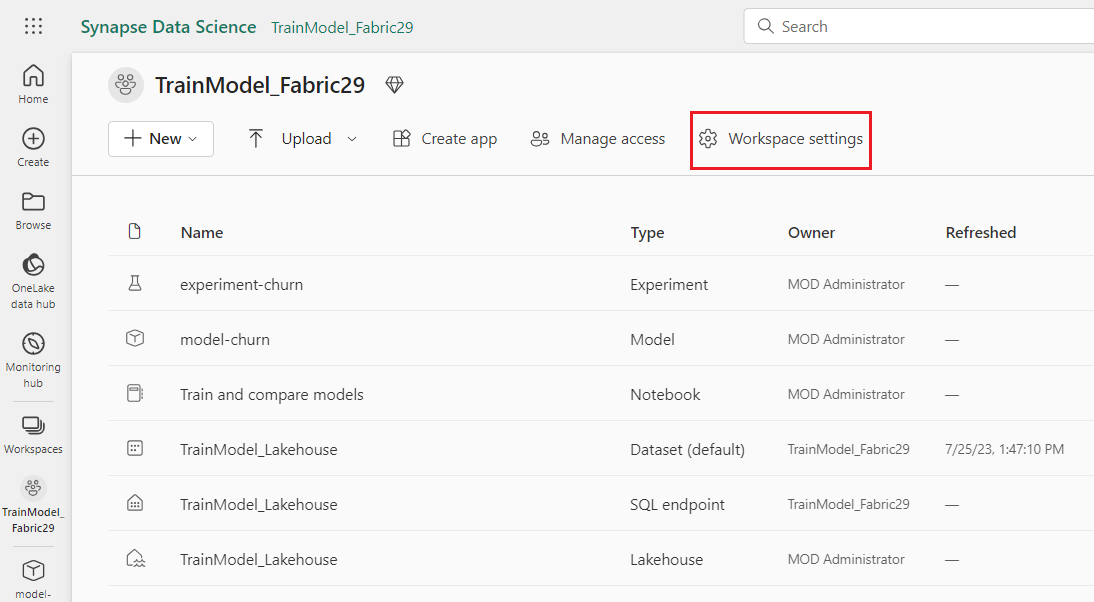 Synapse Data Science TrainModel_Fabric29
Search
Home
Create
Browse
OneLake
data hub
Monitoring
hub
Workspaces
TrainModel_
Fabric29
model-
TrainModel_Fabric29
New Upload Create app Manage access Workspace settings
Name Type Owner Refreshed
experiment-churn Experiment MOD Administrator —
model-churn Model MOD Administrator —
Train and compare models Notebook MOD Administrator —
TrainModel_Lakehouse Dataset (default) TrainModel_Fabric29 7/25/23, 1:47:10 PM
TrainModel_Lakehouse SQL endpoint TrainModel_Fabric29 —
TrainModel_Lakehouse Lakehouse MOD Administrator —